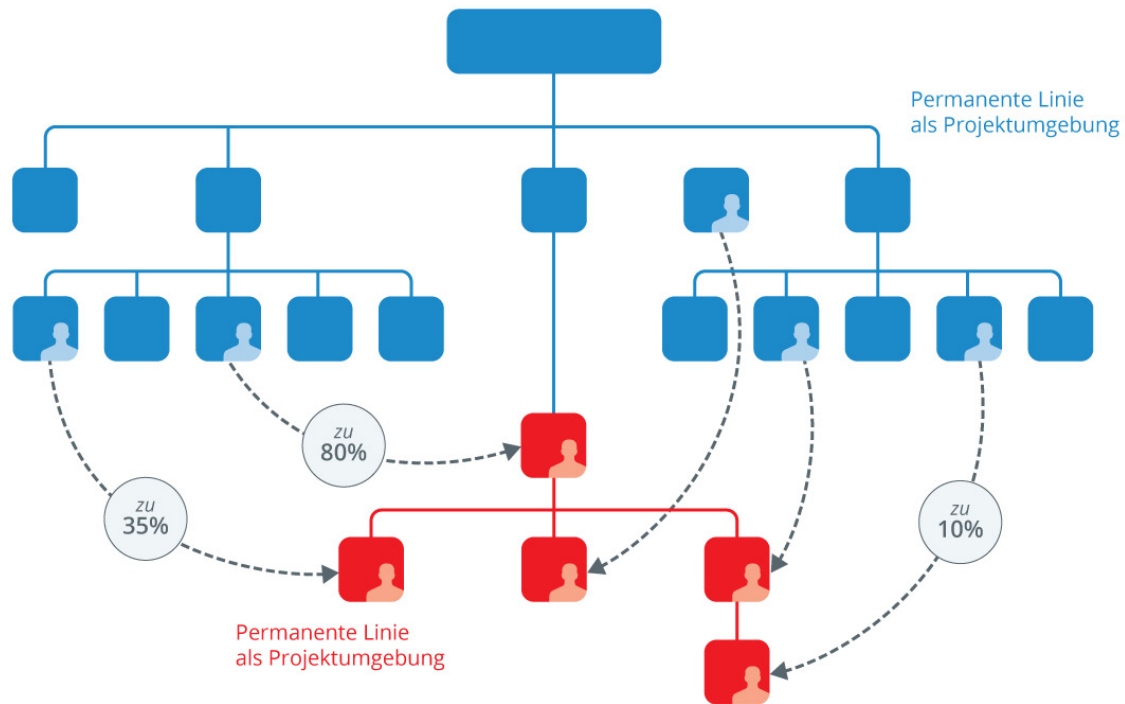 Permanente Linie
als Projektumgebung
zu
80%
zu
35%
zu
10%
Permanente Linie
als Projektumgebung